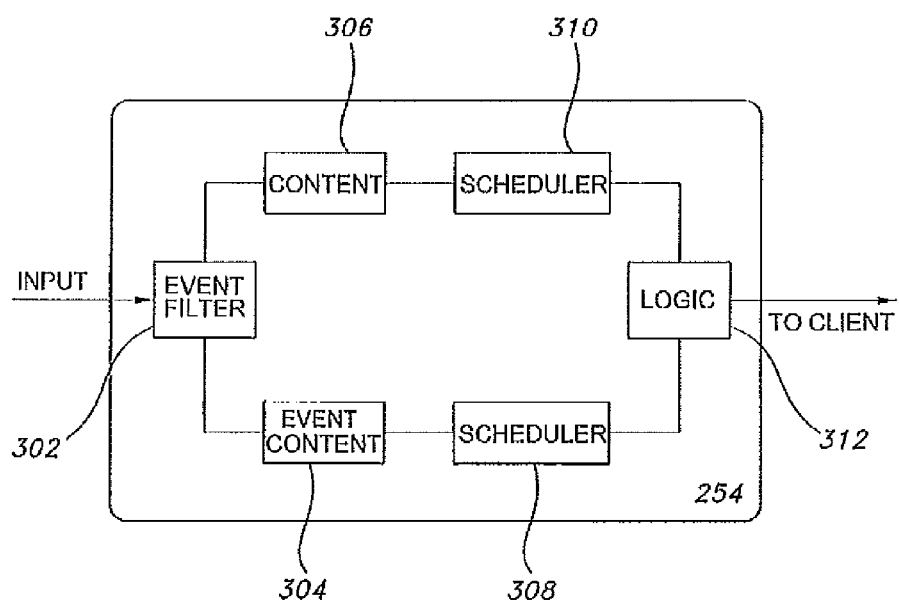 306
310
CONTENT
SCHEDULER
INPUT
EVENT
FILTER
LOGIC
TO CLIENT
302
EVENT
CONTENT
SCHEDULER
312
254
304
308